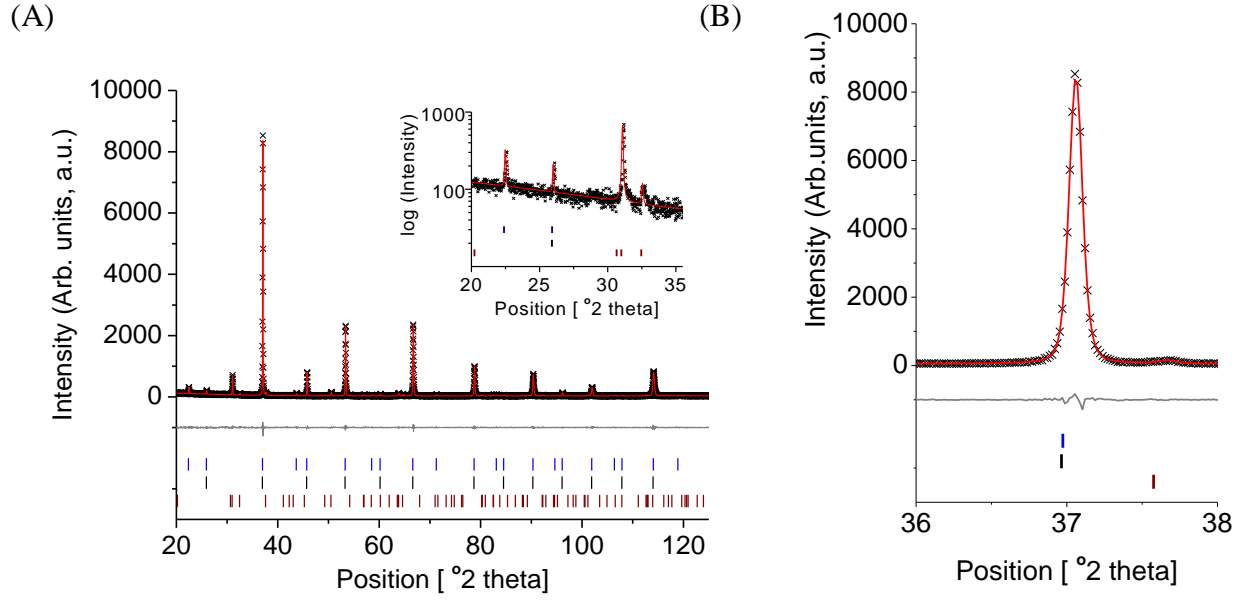 (A)
(B)
Intensity (Arb. units, a.u.)
10000
8000
6000
4000
2000
0
20 40 60 80 100 120
Position [ °2 theta]
log (Intensity)
1000
100
20 25 30 35
Position [ °2 theta]
Intensity (Arb.units, a.u.)
10000
8000
6000
4000
2000
0
36 37 38
Position [ °2 theta]